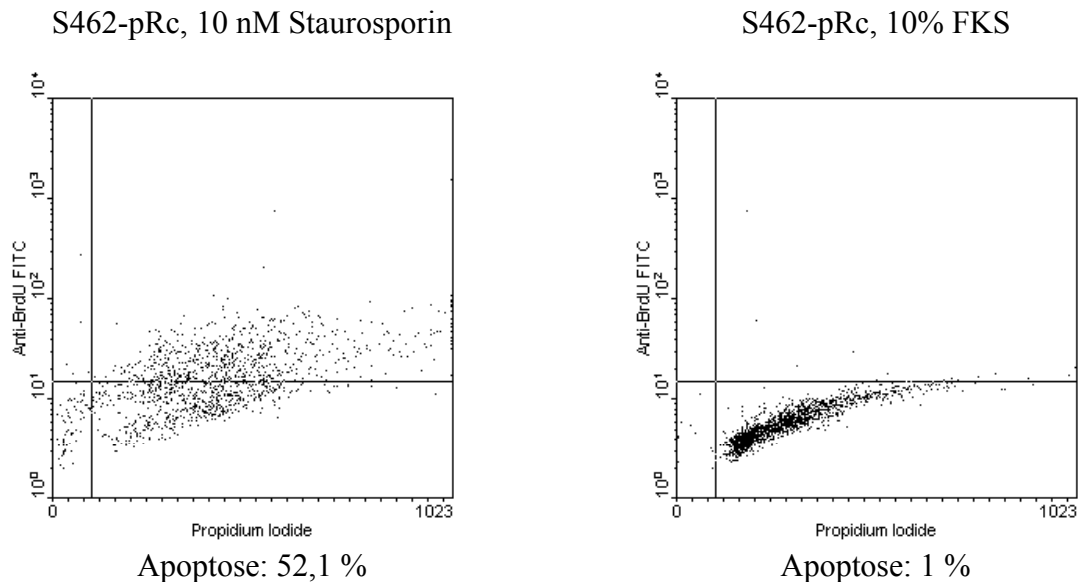 S462-pRc, 10 nM Staurosporin
10⁴
10³
10²
10¹
10⁰
Anti-BrdU FITC
0
1023
Propidium Iodide
Apoptose: 52,1 %
S462-pRc, 10% FKS
10⁴
10³
10²
10¹
10⁰
Anti-BrdU FITC
0
1023
Propidium Iodide
Apoptose: 1 %